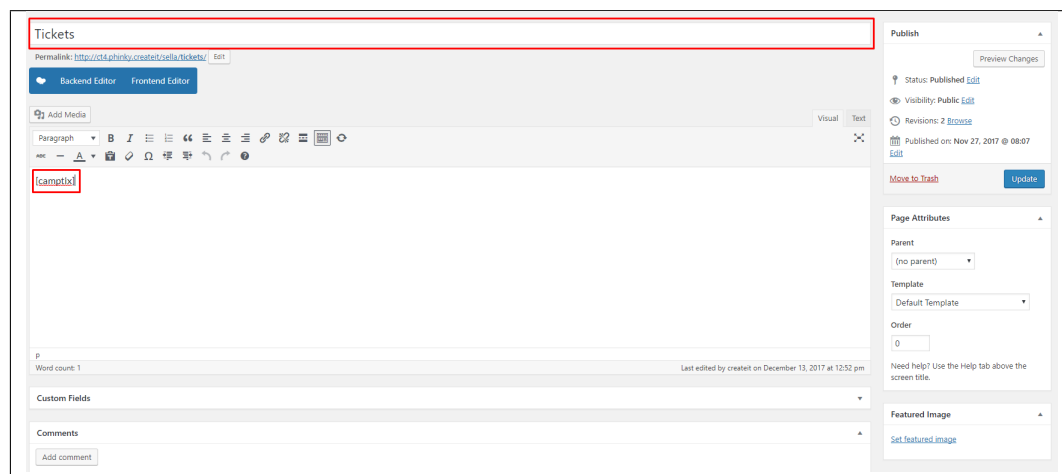 Tickets
Permalink: http://ct4.phinky.createit/sella/tickets/ Edit
Backend Editor Frontend Editor
Add Media
Visual Text
Paragraph B I
ABC A Ω
[camptix]
p
Word count: 1
Last edited by createit on December 13, 2017 at 12:52 pm
Custom Fields
Comments
Add comment
Publish
Preview Changes
Status: Published Edit
Visibility: Public Edit
Revisions: 2 Browse
Published on: Nov 27, 2017 @ 08:07
Edit
Move to Trash
Update
Page Attributes
Parent
(no parent)
Template
Default Template
Order
0
Need help? Use the Help tab above the
screen title.
Featured Image
Set featured image